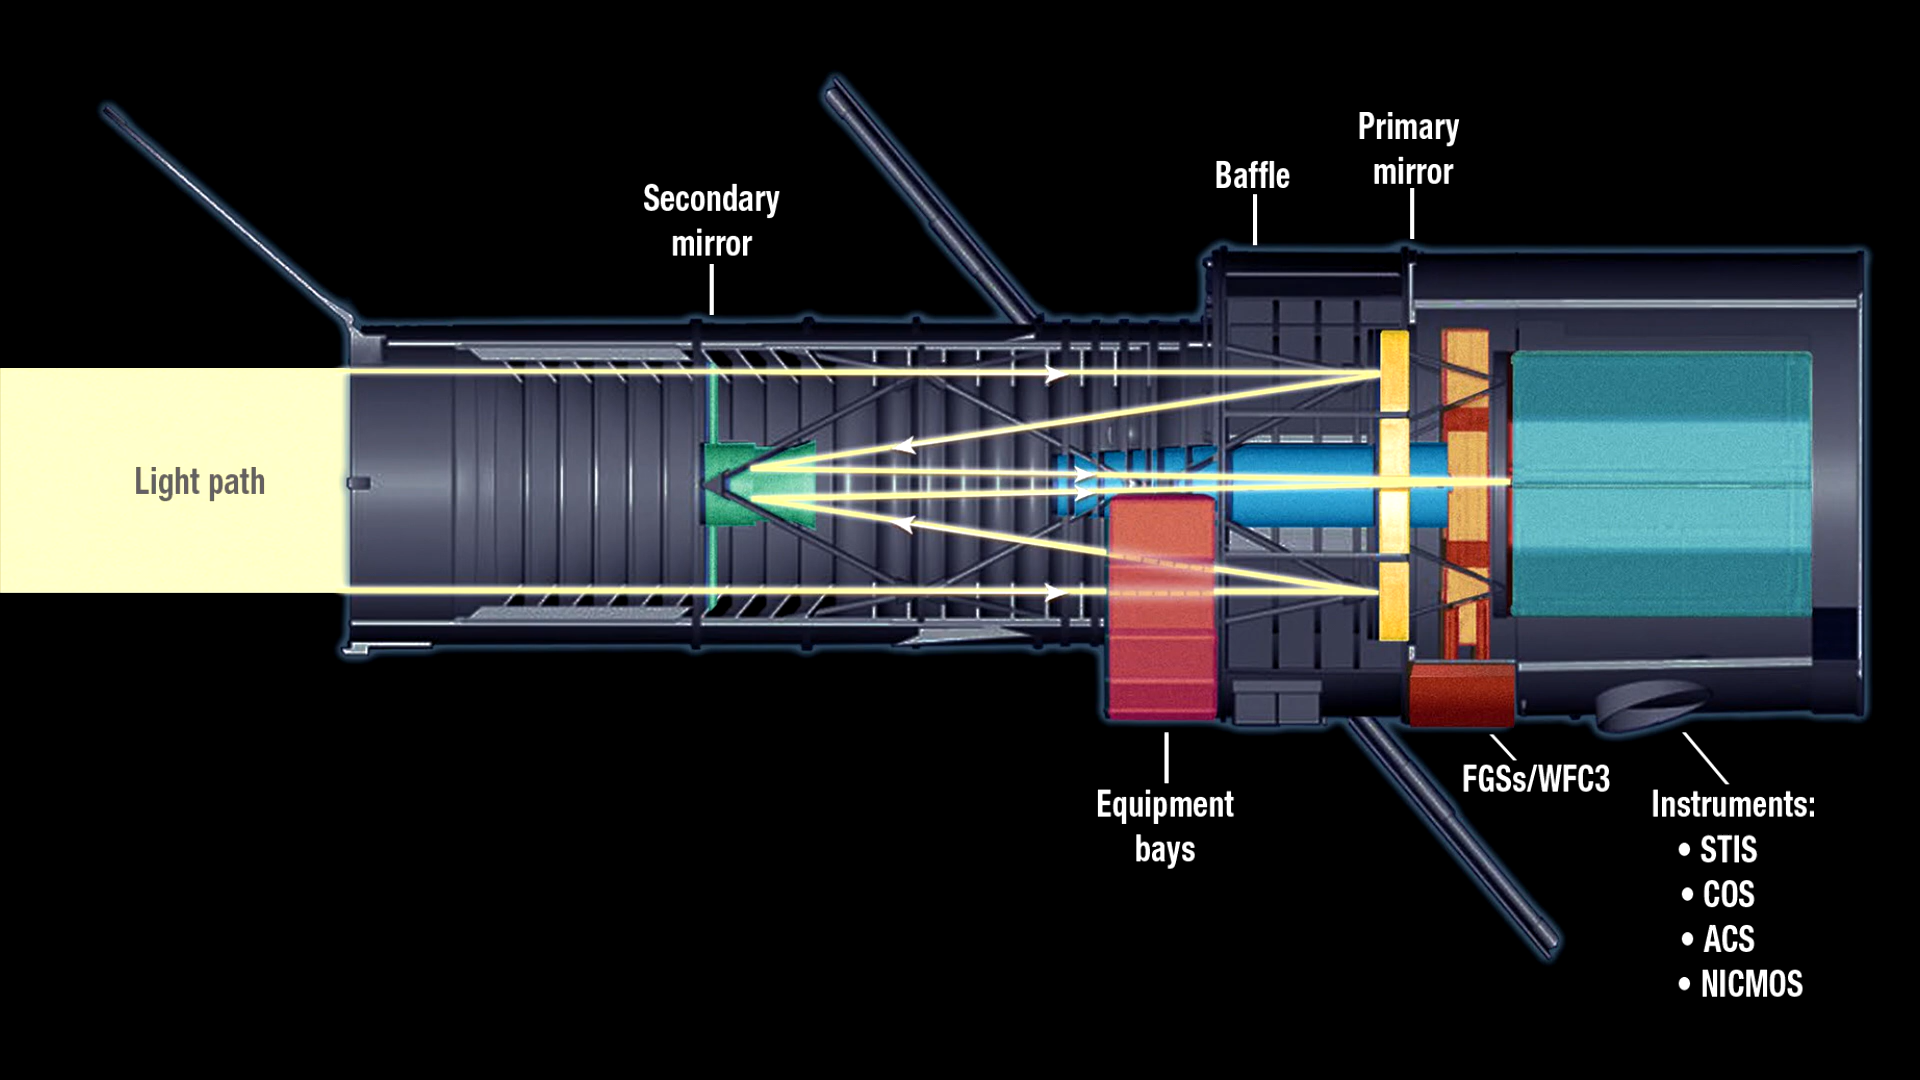 Primary
mirror
Baffle
Secondary
mirror
Light path
FGSs/WFC3
Equipment
bays
Instruments:
• STIS
• COS
• ACS
• NICMOS